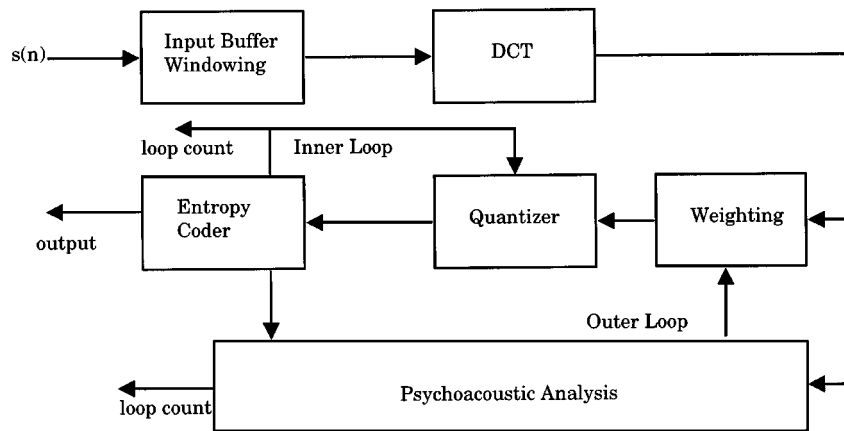 s(n)
Input Buffer
Windowing
DCT
loop count
Inner Loop
Entropy
Coder
Quantizer
Weighting
output
Outer Loop
Psychoacoustic Analysis
loop count